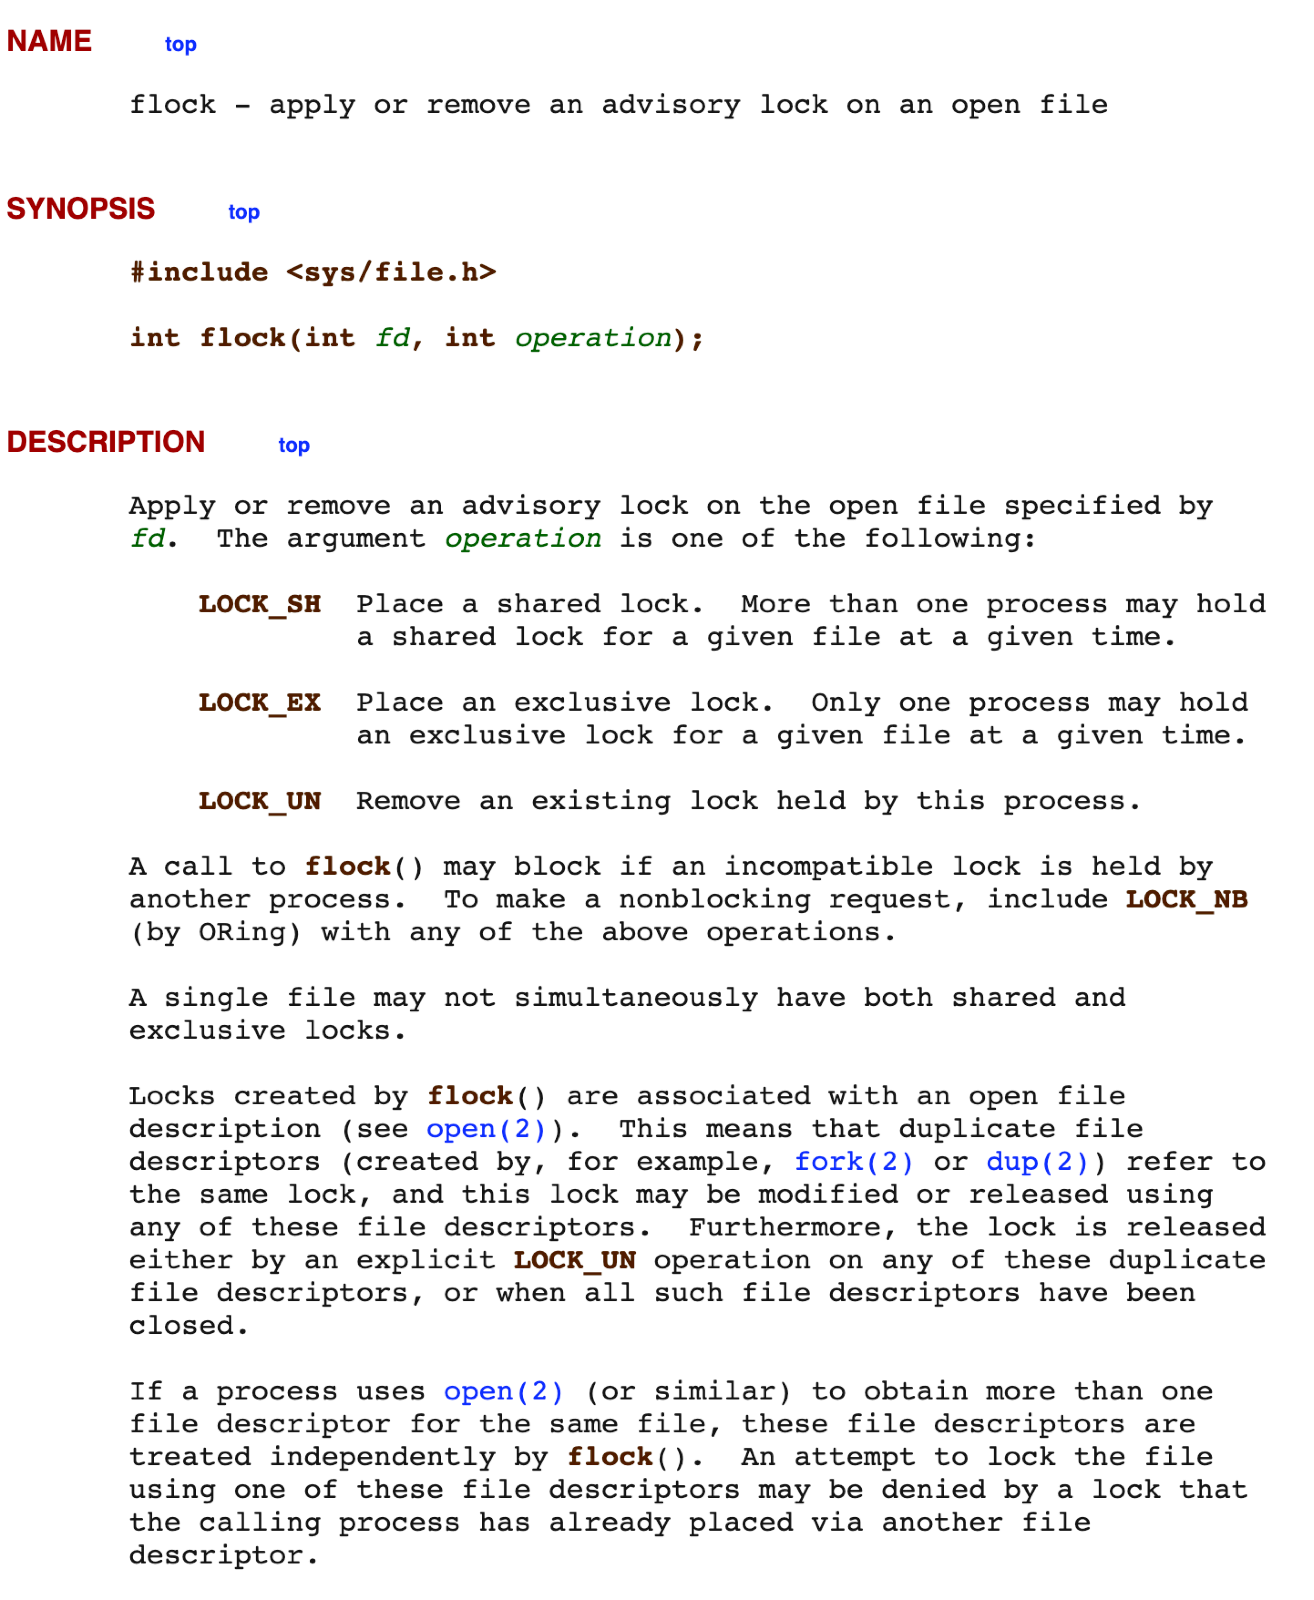 NAME top
flock - apply or remove an advisory lock on an open file
SYNOPSIS top
#include <sys/file.h>
int flock(int fd, int operation);
DESCRIPTION top
Apply or remove an advisory lock on the open file specified by
fd.  The argument operation is one of the following:
LOCK_SH  Place a shared lock.  More than one process may hold
a shared lock for a given file at a given time.
LOCK_EX  Place an exclusive lock.  Only one process may hold
an exclusive lock for a given file at a given time.
LOCK_UN  Remove an existing lock held by this process.
A call to flock() may block if an incompatible lock is held by
another process.  To make a nonblocking request, include LOCK_NB
(by ORing) with any of the above operations.
A single file may not simultaneously have both shared and
exclusive locks.
Locks created by flock() are associated with an open file
description (see open(2)).  This means that duplicate file
descriptors (created by, for example, fork(2) or dup(2)) refer to
the same lock, and this lock may be modified or released using
any of these file descriptors.  Furthermore, the lock is released
either by an explicit LOCK_UN operation on any of these duplicate
file descriptors, or when all such file descriptors have been
closed.
If a process uses open(2) (or similar) to obtain more than one
file descriptor for the same file, these file descriptors are
treated independently by flock().  An attempt to lock the file
using one of these file descriptors may be denied by a lock that
the calling process has already placed via another file
descriptor.